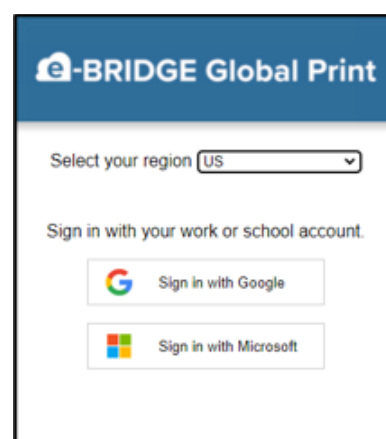 e-BRIDGE Global Print
Select your region US
Sign in with your work or school account.
Sign in with Google
Sign in with Microsoft